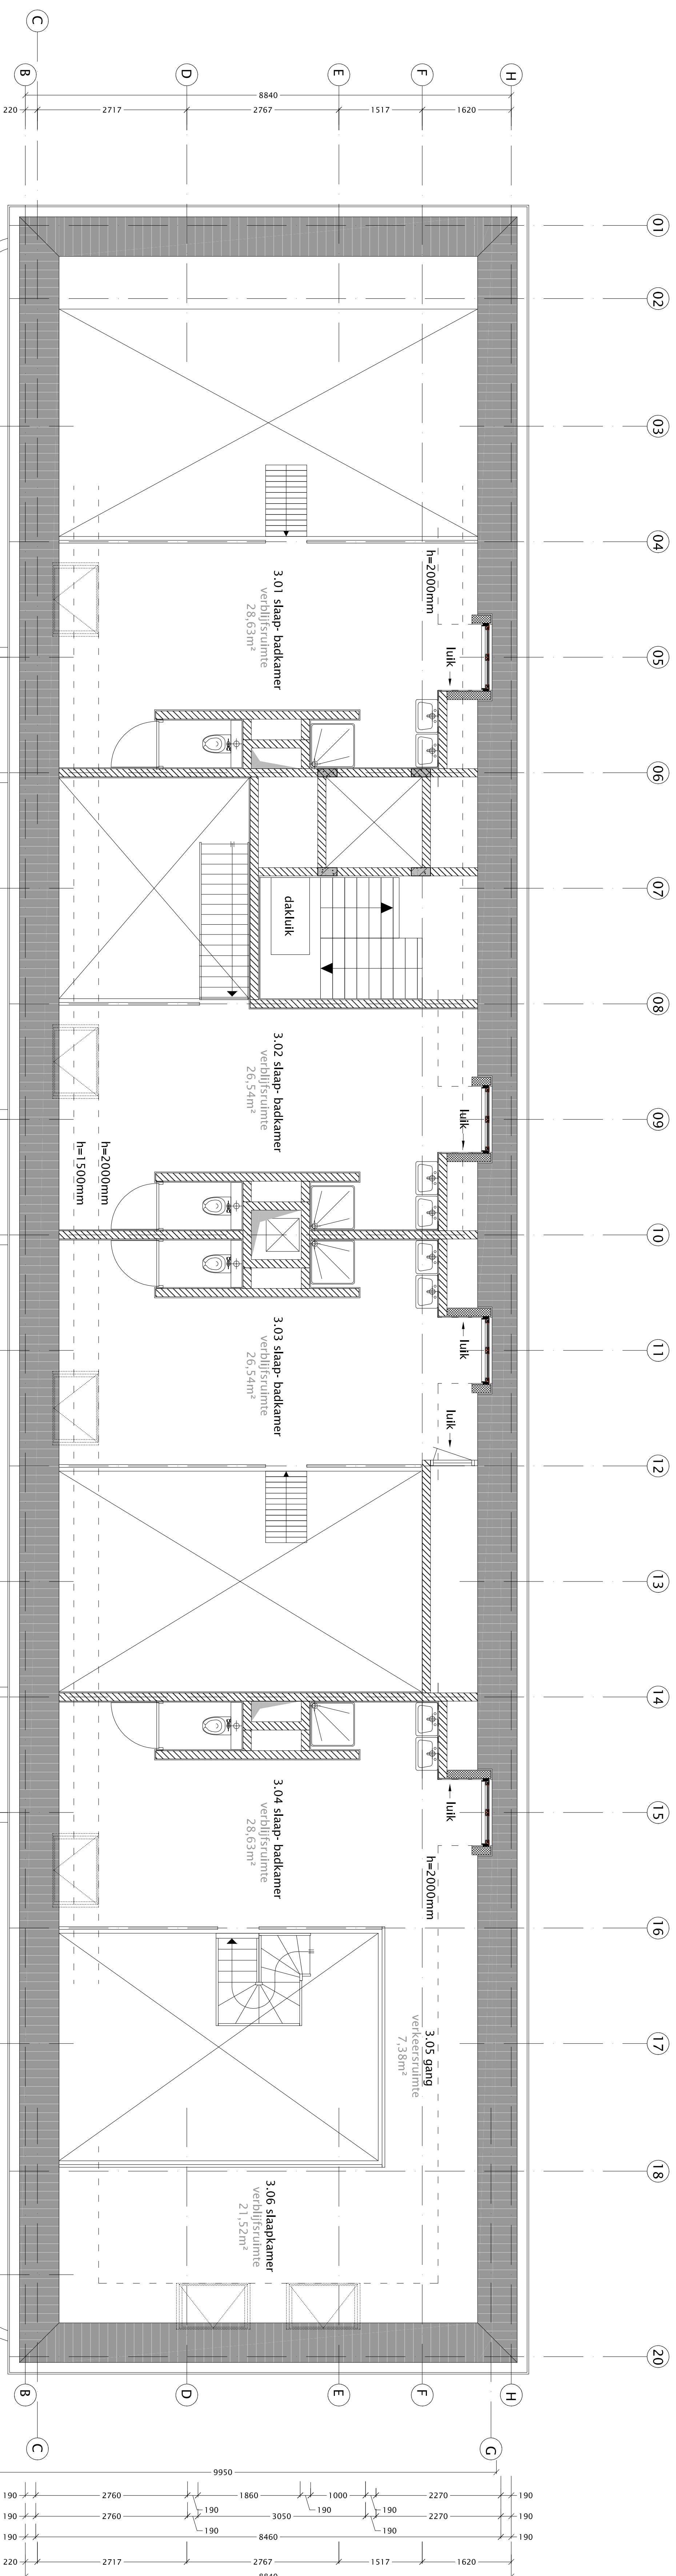 C
B
D
E
F
H
8840
220
2717
2767
1517
1620
01
02
03
04
h=2000mm
3.01 slaap- badkamer
verblijfsruimte
28,63m²
luik
05
06
07
dakluik
08
3.02 slaap- badkamer
verblijfsruimte
26,54m²
luik
09
h=2000mm
h=1500mm
10
3.03 slaap- badkamer
verblijfsruimte
26,54m²
luik
11
luik
12
13
14
3.04 slaap- badkamer
verblijfsruimte
28,63m²
luik
15
h=2000mm
16
3.05 gang
verkeersruimte
7,38m²
17
18
3.06 slaapkamer
verblijfsruimte
21,52m²
20
B
D
E
F
H
C
G
9950
190
2760
1860
1000
2270
190
190
190
190
190
2760
3050
2270
190
190
190
190
8460
190
220
2717
2767
1517
1620
8840